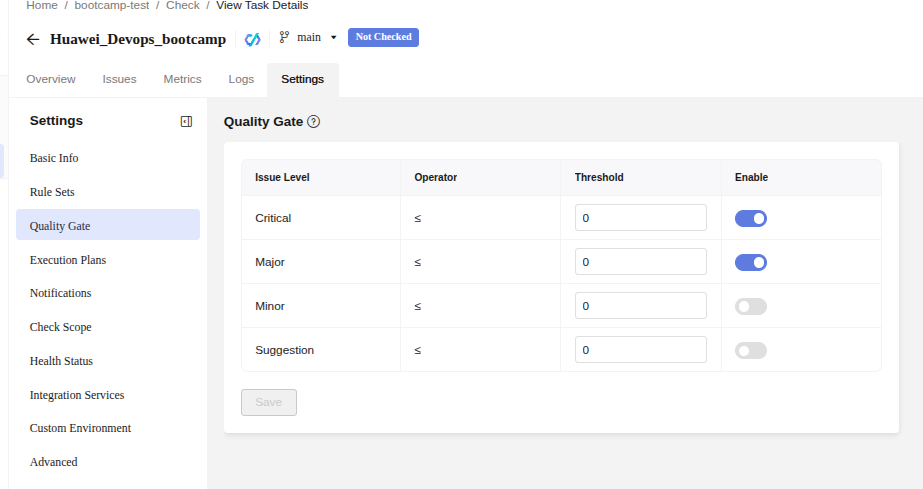 Home / bootcamp-test / Check / View Task Details
Huawei_Devops_bootcamp main Not Checked
Overview Issues Metrics Logs Settings
Settings
Basic Info
Rule Sets
Quality Gate
Execution Plans
Notifications
Check Scope
Health Status
Integration Services
Custom Environment
Advanced
Quality Gate ?
Issue Level Operator Threshold Enable
Critical ≤ 0
Major ≤ 0
Minor ≤ 0
Suggestion ≤ 0
Save